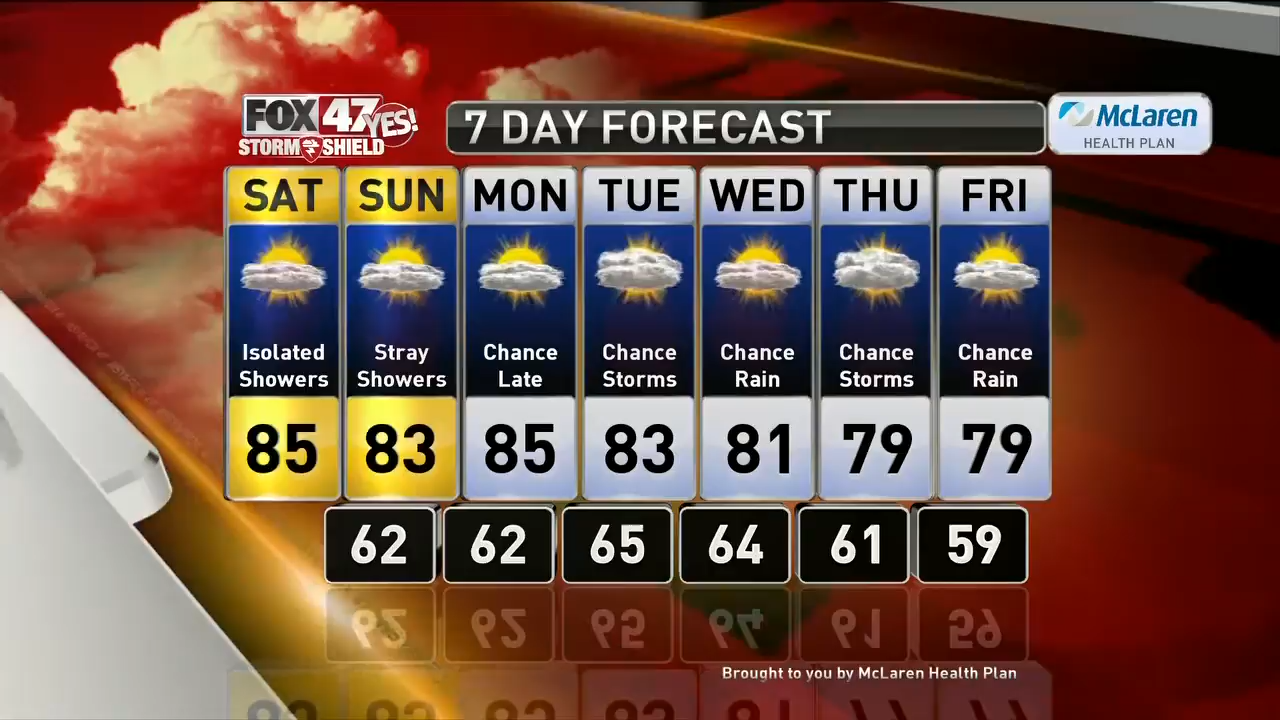 FOX 47 YES!
STORM SHIELD
7 DAY FORECAST
McLaren
HEALTH PLAN
SAT SUN MON TUE WED THU FRI
Isolated Stray Chance Chance Chance Chance Chance
Showers Showers Late Storms Rain Storms Rain
85 83 85 83 81 79 79
62 62 65 64 61 59
Brought to you by McLaren Health Plan